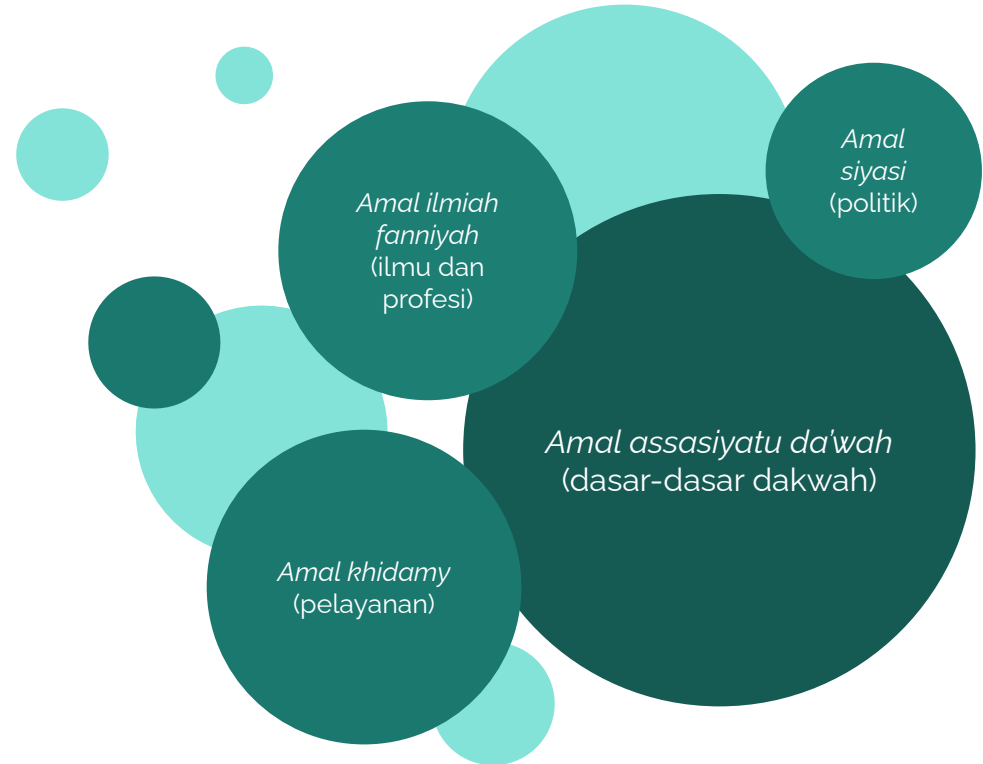 Amal
siyasi
(politik)
Amal ilmiah
fanniyah
(ilmu dan
profesi)
Amal assasiyatu da'wah
(dasar-dasar dakwah)
Amal khidamy
(pelayanan)